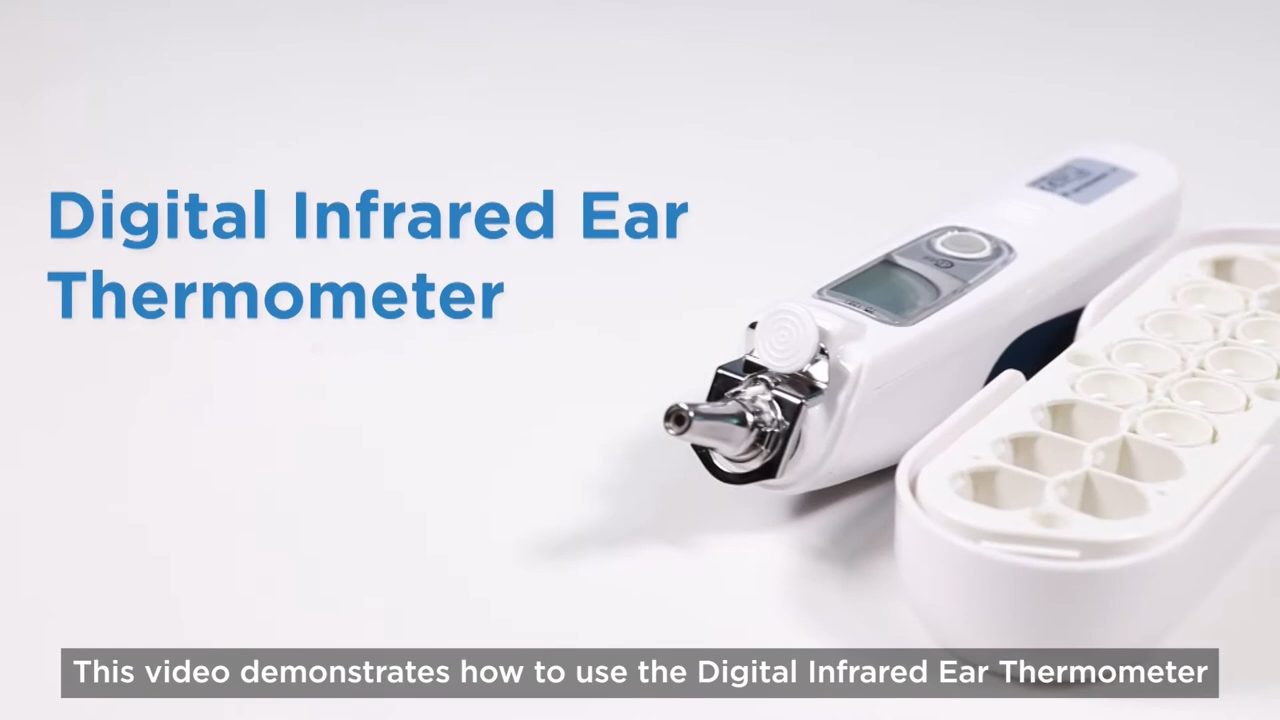 Digital Infrared Ear
Thermometer
This video demonstrates how to use the Digital Infrared Ear Thermometer